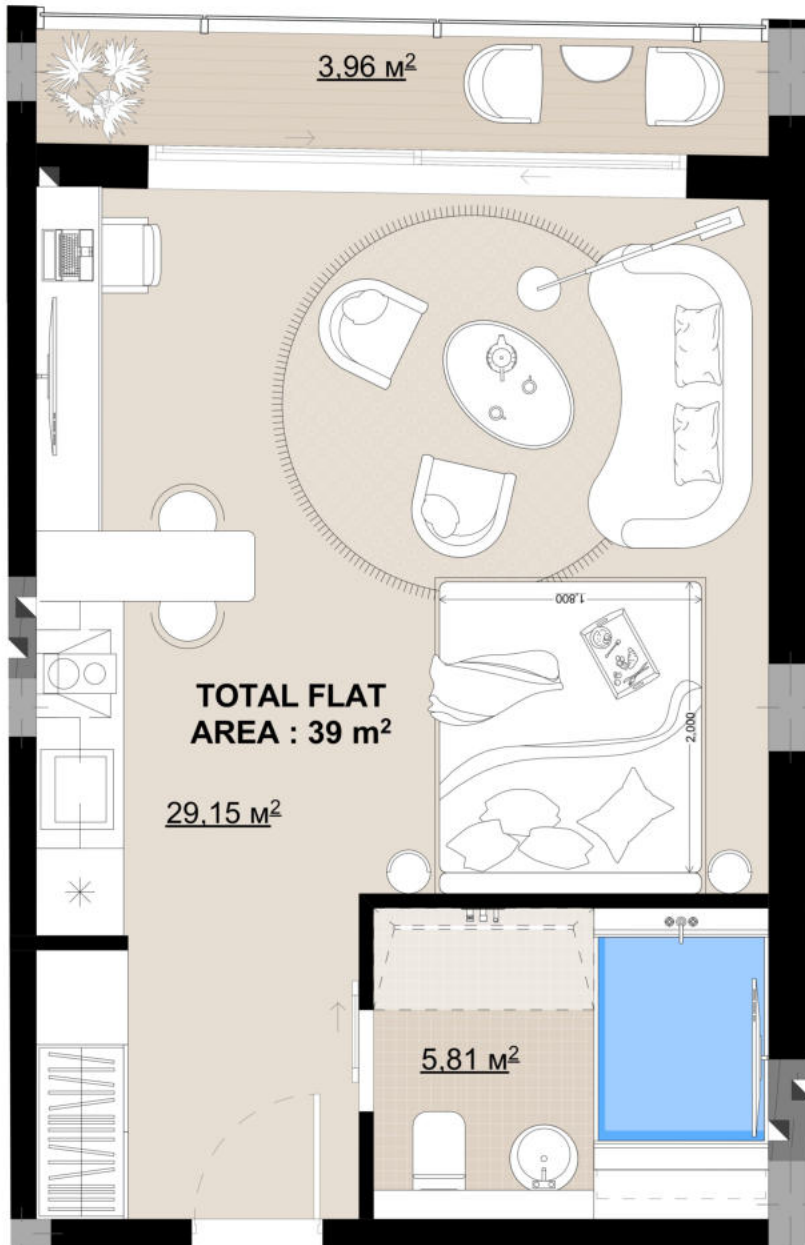 3,96 м²
1,800
2,000
TOTAL FLAT
AREA : 39 m²
29,15 м²
5,81 м²